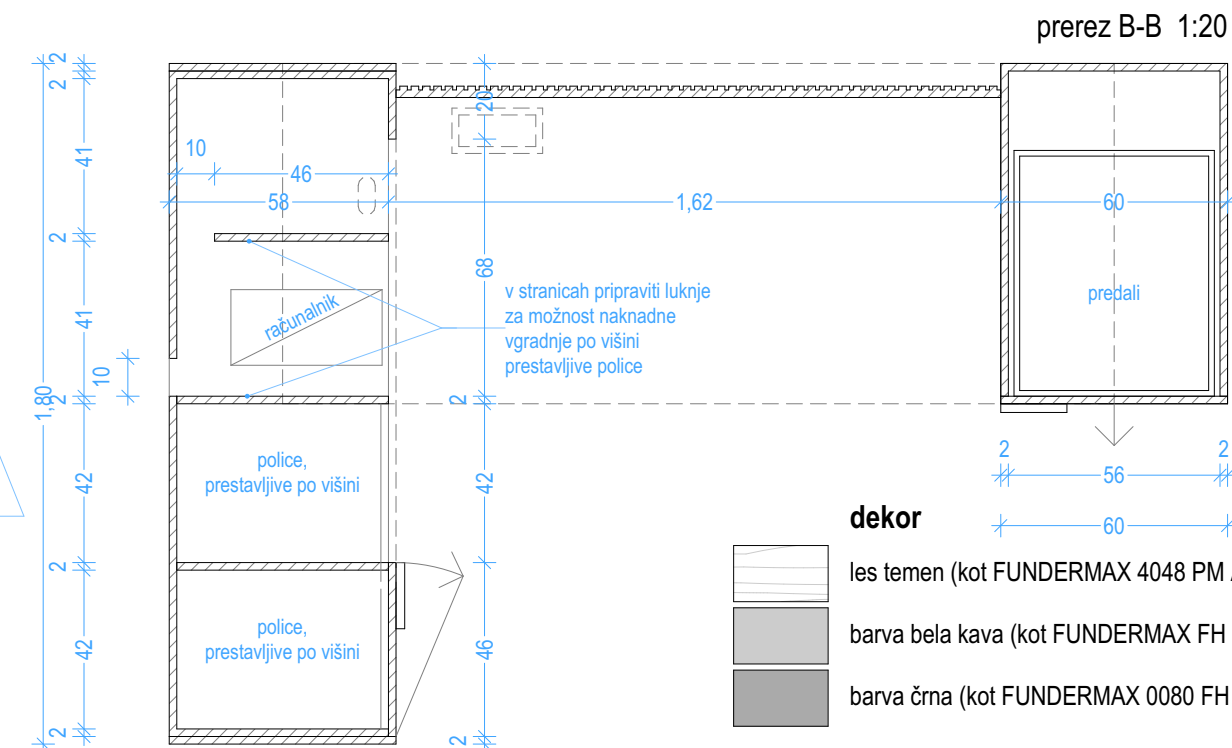 prerez B-B 1:20
2
2
41
2
41
10
1,80
2
42
2
42
2
10
46
58
20
1,62
60
68
2
42
46
2
računalnik
v stranicah pripraviti luknje
za možnost naknadne
vgradnje po višini
prestavljive police
predali
police,
prestavljive po višini
police,
prestavljive po višini
2
56
2
60
dekor
les temen (kot FUNDERMAX 4048 PM
barva bela kava (kot FUNDERMAX FH
barva črna (kot FUNDERMAX 0080 FH